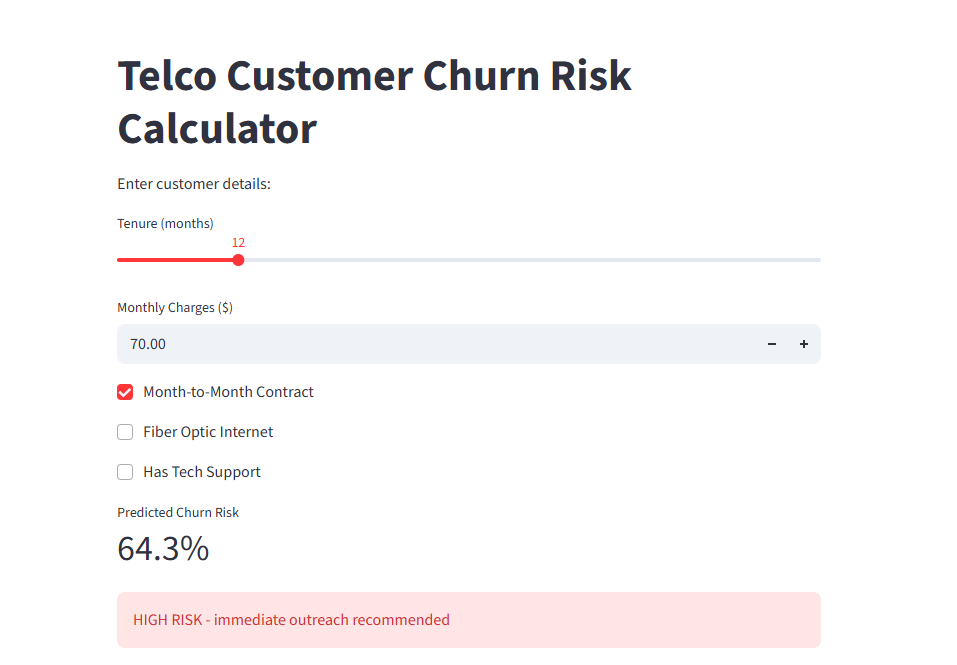 Telco Customer Churn Risk
Calculator
Enter customer details:
Tenure (months)
12
Monthly Charges ($)
70.00
Month-to-Month Contract
Fiber Optic Internet
Has Tech Support
Predicted Churn Risk
64.3%
HIGH RISK - immediate outreach recommended